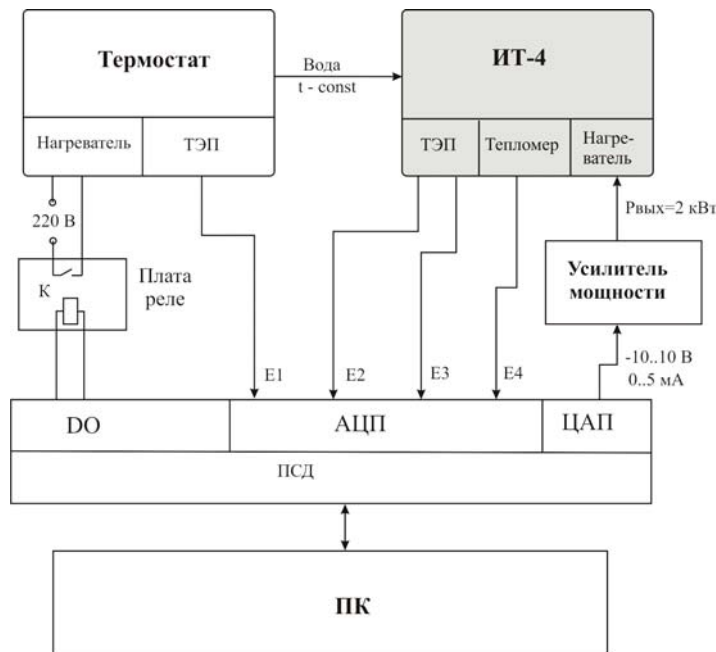 Термостат
Вода
t - const
ИТ-4
Нагреватель
ТЭП
ТЭП
Тепломер
Нагре-
ватель
220 В
К
Плата
реле
Рвых=2 кВт
Усилитель
мощности
-10..10 В
0..5 мА
E1
E2
E3
E4
DO
АЦП
ЦАП
ПСД
ПК